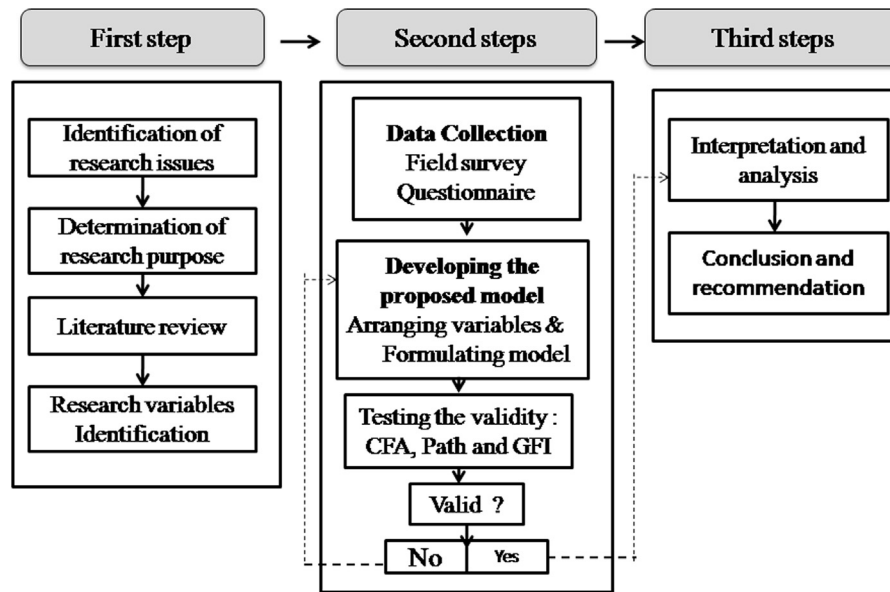 First step
Second steps
Third steps
Identification of
research issues
Determination of
research purpose
Literature review
Research variables
Identification
Data Collection
Field survey
Questionnaire
Developing the
proposed model
Arranging variables &
Formulating model
Testing the validity :
CFA, Path and GFI
Valid ?
No
Yes
Interpretation and
analysis
Conclusion and
recommendation